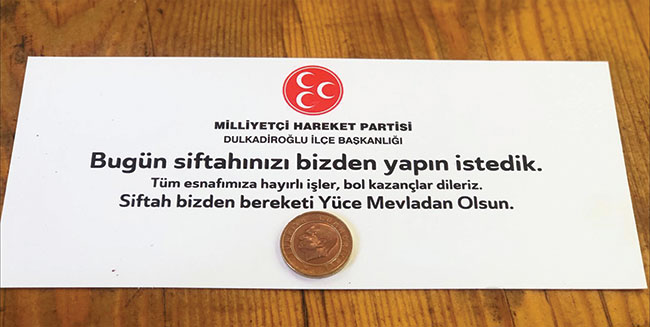 MİLLİYETÇİ HAREKET PARTİSİ
DULKADİROĞLU İLÇE BAŞKANLIĞI
Bugün siftahınızı bizden yapın istedik.
Tüm esnafımıza hayırlı işler, bol kazançlar dileriz.
Siftah bizden bereketi Yüce Mevladan Olsun.